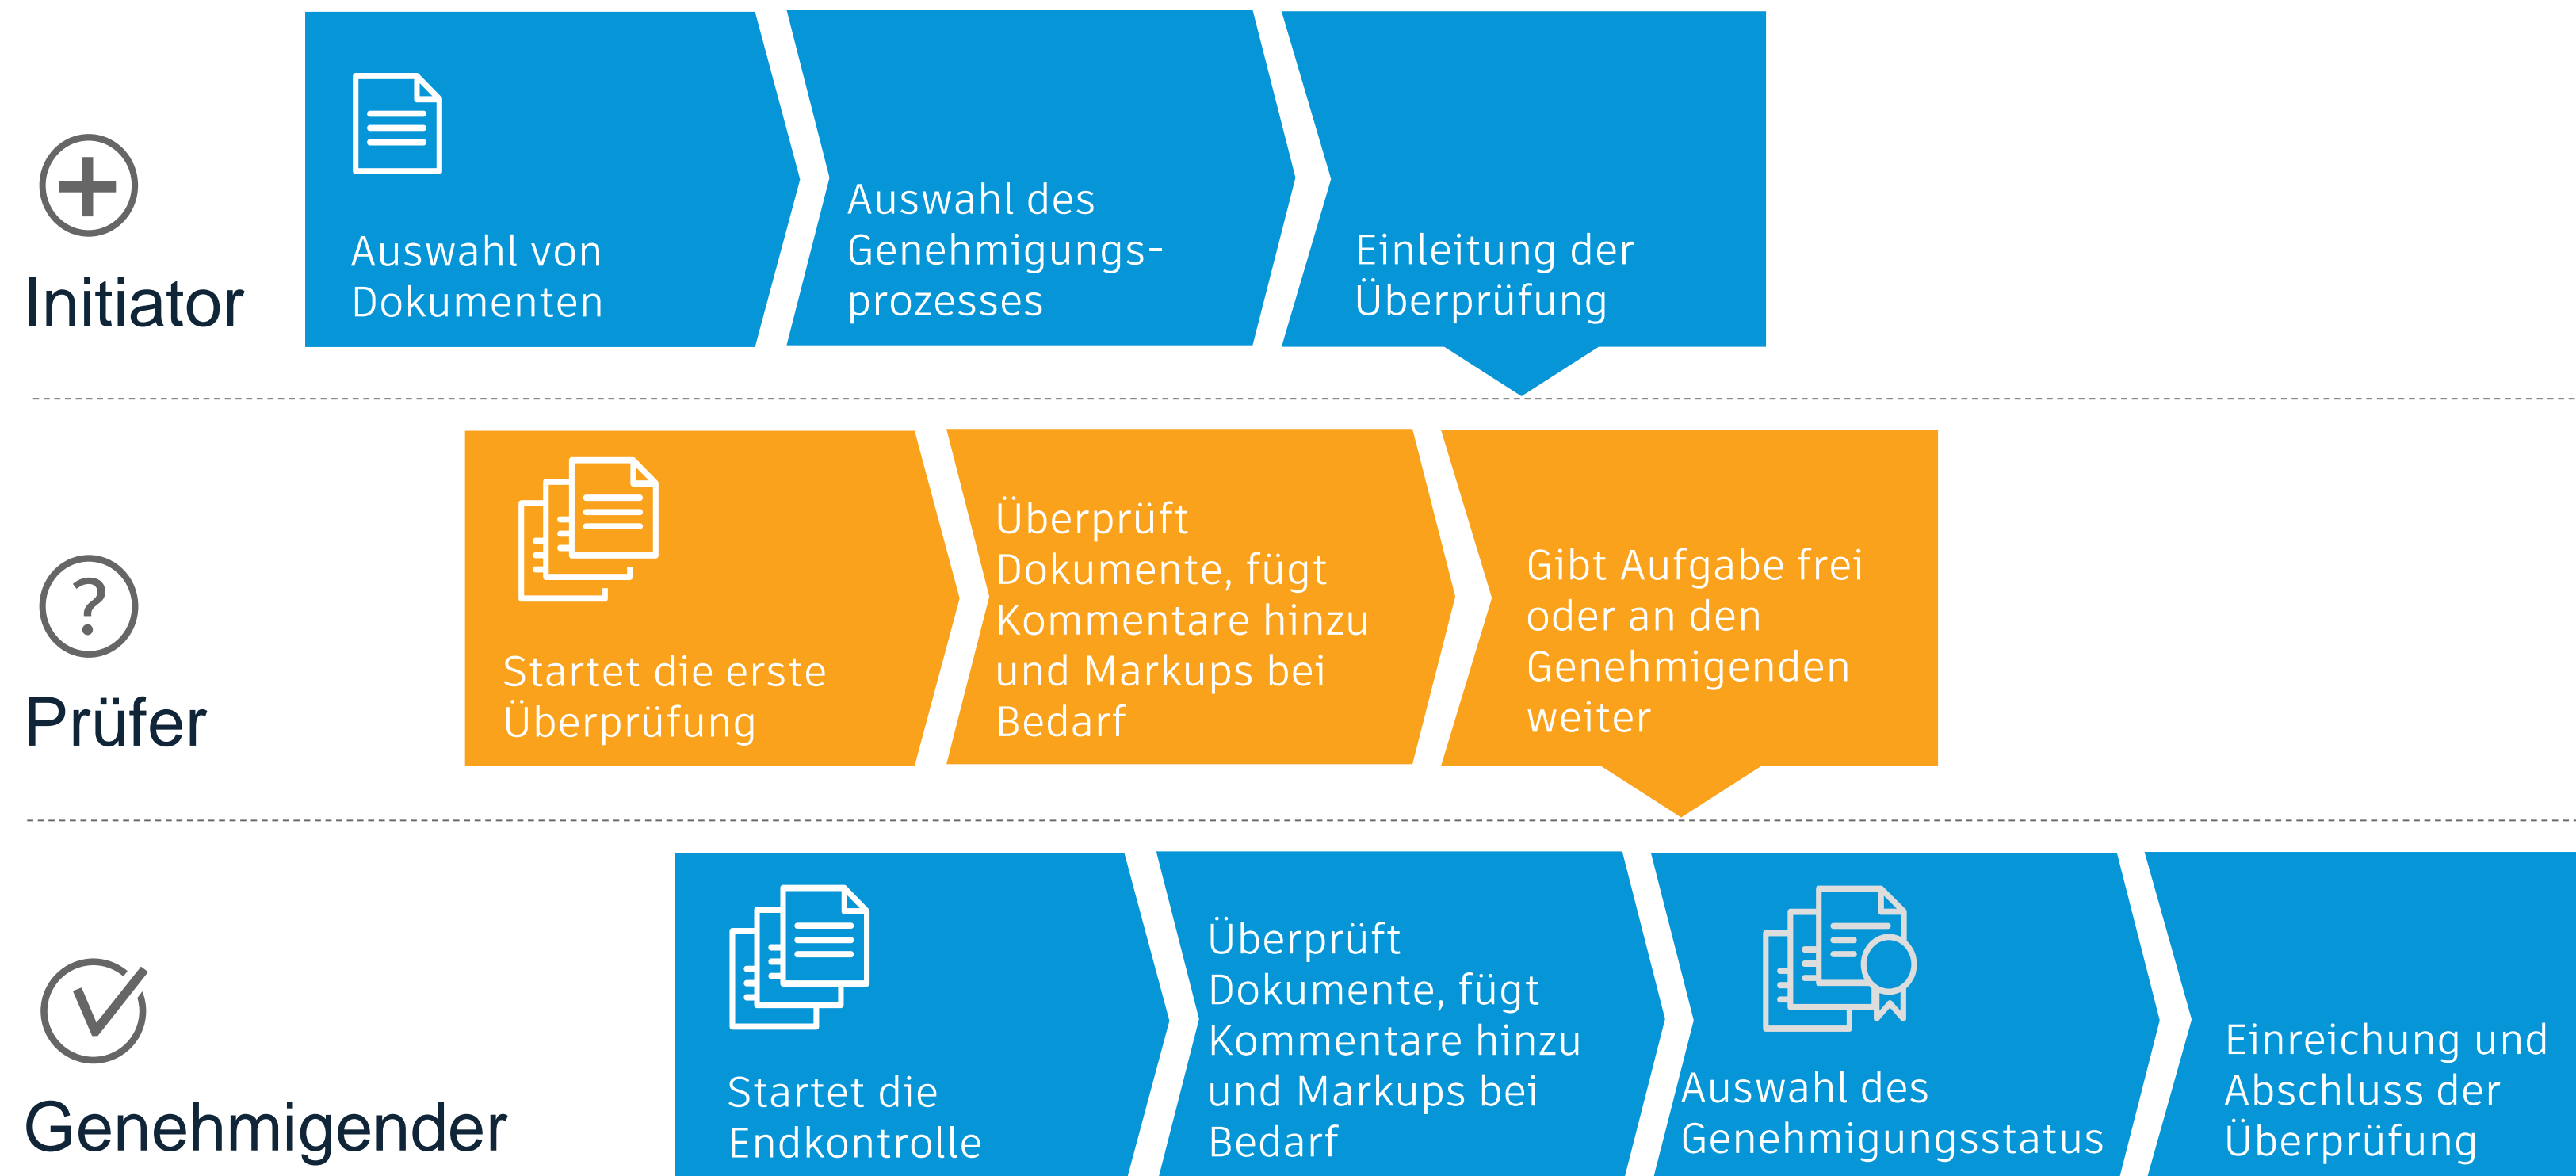 Initiator
Auswahl von
Dokumenten
Auswahl des
Genehmigungs-
prozesses
Einleitung der
Überprüfung
Prüfer
Startet die erste
Überprüfung
Überprüft
Dokumente, fügt
Kommentare hinzu
und Markups bei
Bedarf
Gibt Aufgabe frei
oder an den
Genehmigenden
weiter
Genehmigender
Startet die
Endkontrolle
Überprüft
Dokumente, fügt
Kommentare hinzu
und Markups bei
Bedarf
Auswahl des
Genehmigungsstatus
Einreichung und
Abschluss der
Überprüfung